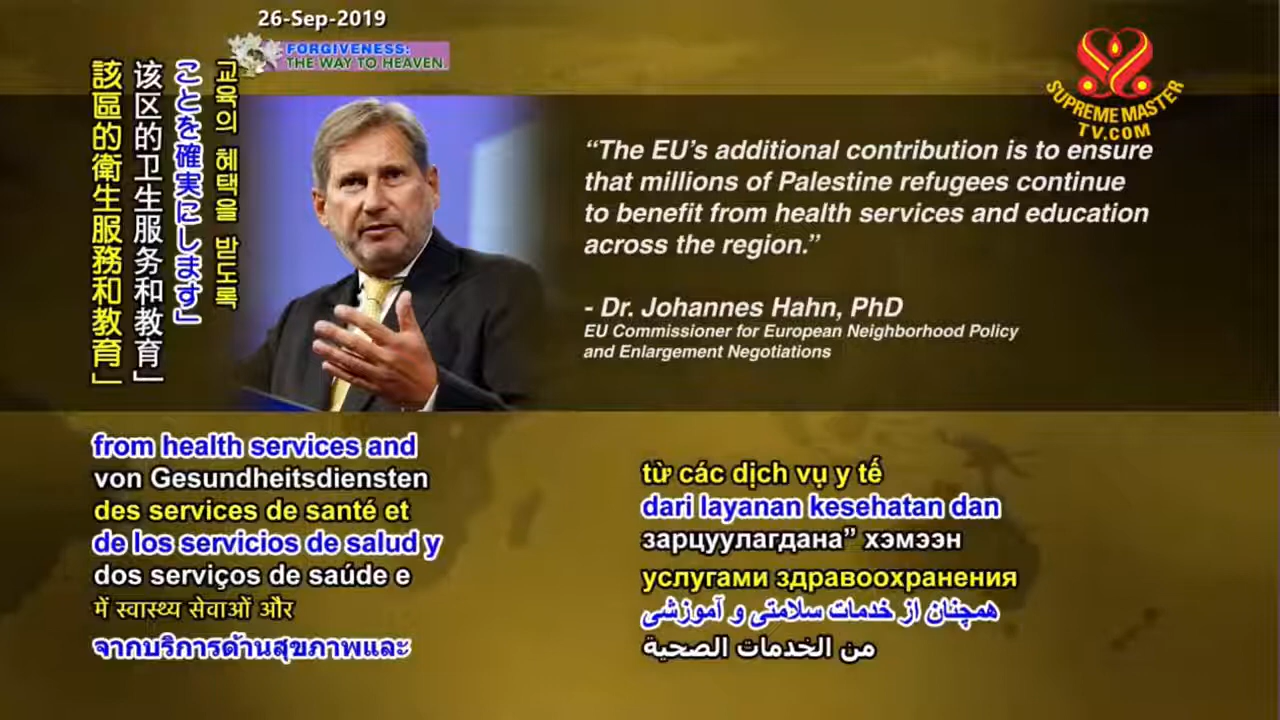 26-Sep-2019
FORGIVENESS:
THE WAY TO HEAVEN.
SUPREME MASTER
TV.COM
교육의 혜택을 받도록
ことを確実にします」
该区的卫生服务和教育」
該區的衛生服務和教育」
“The EU’s additional contribution is to ensure
that millions of Palestine refugees continue
to benefit from health services and education
across the region.”
- Dr. Johannes Hahn, PhD
EU Commissioner for European Neighborhood Policy
and Enlargement Negotiations
from health services and
von Gesundheitsdiensten
des services de santé et
de los servicios de salud y
dos serviços de saúde e
में स्वास्थ्य सेवाओं और
จากบริการด้านสุขภาพและ
từ các dịch vụ y tế
dari layanan kesehatan dan
зарцуулагдана” хэмээн
услугами здравоохранения
همچنان از خدمات سلامتی و آموزشی
من الخدمات الصحية